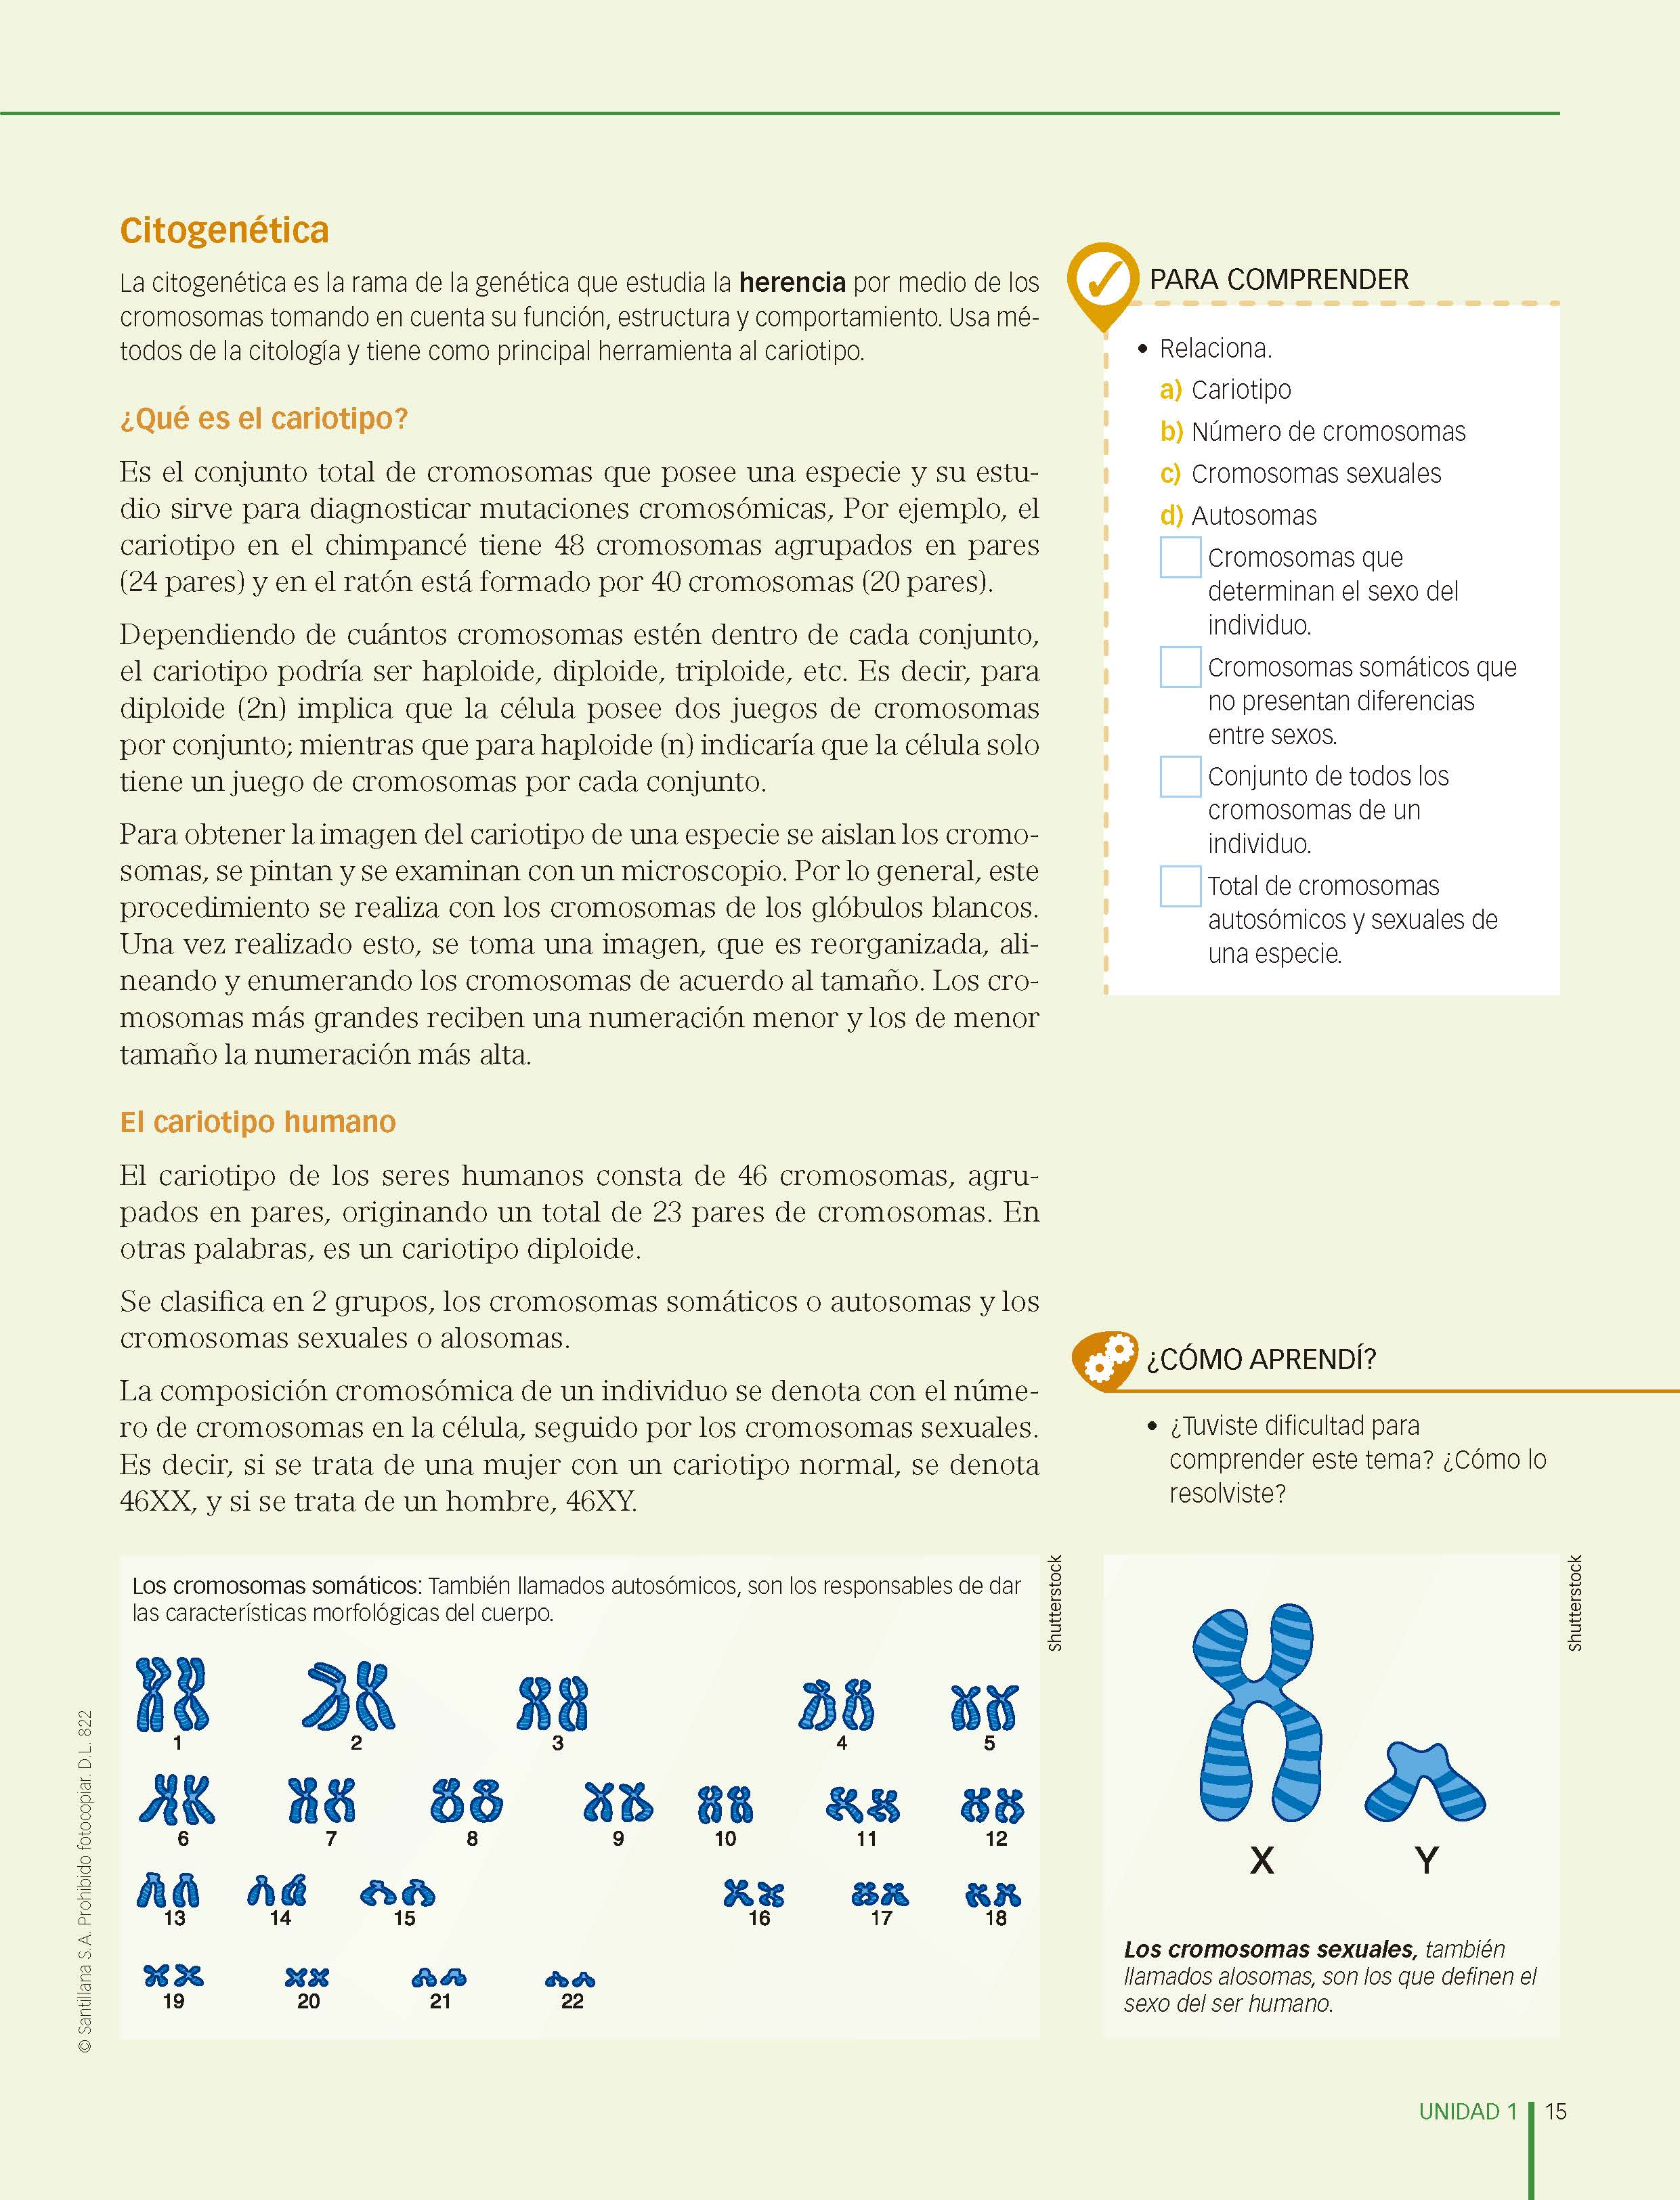 Citogenética
La citogenética es la rama de la genética que estudia la herencia por medio de los
cromosomas tomando en cuenta su función, estructura y comportamiento. Usa mé-
todos de la citología y tiene como principal herramienta al cariotipo.
¿Qué es el cariotipo?
Es el conjunto total de cromosomas que posee una especie y su estu-
dio sirve para diagnosticar mutaciones cromosómicas, Por ejemplo, el
cariotipo en el chimpancé tiene 48 cromosomas agrupados en pares
(24 pares) y en el ratón está formado por 40 cromosomas (20 pares).
Dependiendo de cuántos cromosomas estén dentro de cada conjunto,
el cariotipo podría ser haploide, diploide, triploide, etc. Es decir, para
diploide (2n) implica que la célula posee dos juegos de cromosomas
por conjunto; mientras que para haploide (n) indicaría que la célula solo
tiene un juego de cromosomas por cada conjunto.
Para obtener la imagen del cariotipo de una especie se aislan los cromo-
somas, se pintan y se examinan con un microscopio. Por lo general, este
procedimiento se realiza con los cromosomas de los glóbulos blancos.
Una vez realizado esto, se toma una imagen, que es reorganizada, ali-
neando y enumerando los cromosomas de acuerdo al tamaño. Los cro-
mosomas más grandes reciben una numeración menor y los de menor
tamaño la numeración más alta.
El cariotipo humano
El cariotipo de los seres humanos consta de 46 cromosomas, agru-
pados en pares, originando un total de 23 pares de cromosomas. En
otras palabras, es un cariotipo diploide.
Se clasifica en 2 grupos, los cromosomas somáticos o autosomas y los
cromosomas sexuales o alosomas.
La composición cromosómica de un individuo se denota con el núme-
ro de cromosomas en la célula, seguido por los cromosomas sexuales.
Es decir, si se trata de una mujer con un cariotipo normal, se denota
46XX, y si se trata de un hombre, 46XY.
PARA COMPRENDER
• Relaciona.
a) Cariotipo
b) Número de cromosomas
c) Cromosomas sexuales
d) Autosomas
Cromosomas que
determinan el sexo del
individuo.
Cromosomas somáticos que
no presentan diferencias
entre sexos.
Conjunto de todos los
cromosomas de un
individuo.
Total de cromosomas
autosómicos y sexuales de
una especie.
¿CÓMO APRENDÍ?
• ¿Tuviste dificultad para
comprender este tema? ¿Cómo lo
resolviste?
Los cromosomas somáticos: También llamados autosómicos, son los responsables de dar
las características morfológicas del cuerpo.
1 2 3 4 5
6 7 8 9 10 11 12
13 14 15 16 17 18
19 20 21 22
Shutterstock
X Y
Los cromosomas sexuales, también
llamados alosomas, son los que definen el
sexo del ser humano.
Shutterstock
© Santillana S.A. Prohibido fotocopiar. D.L. 822
UNIDAD 1 15